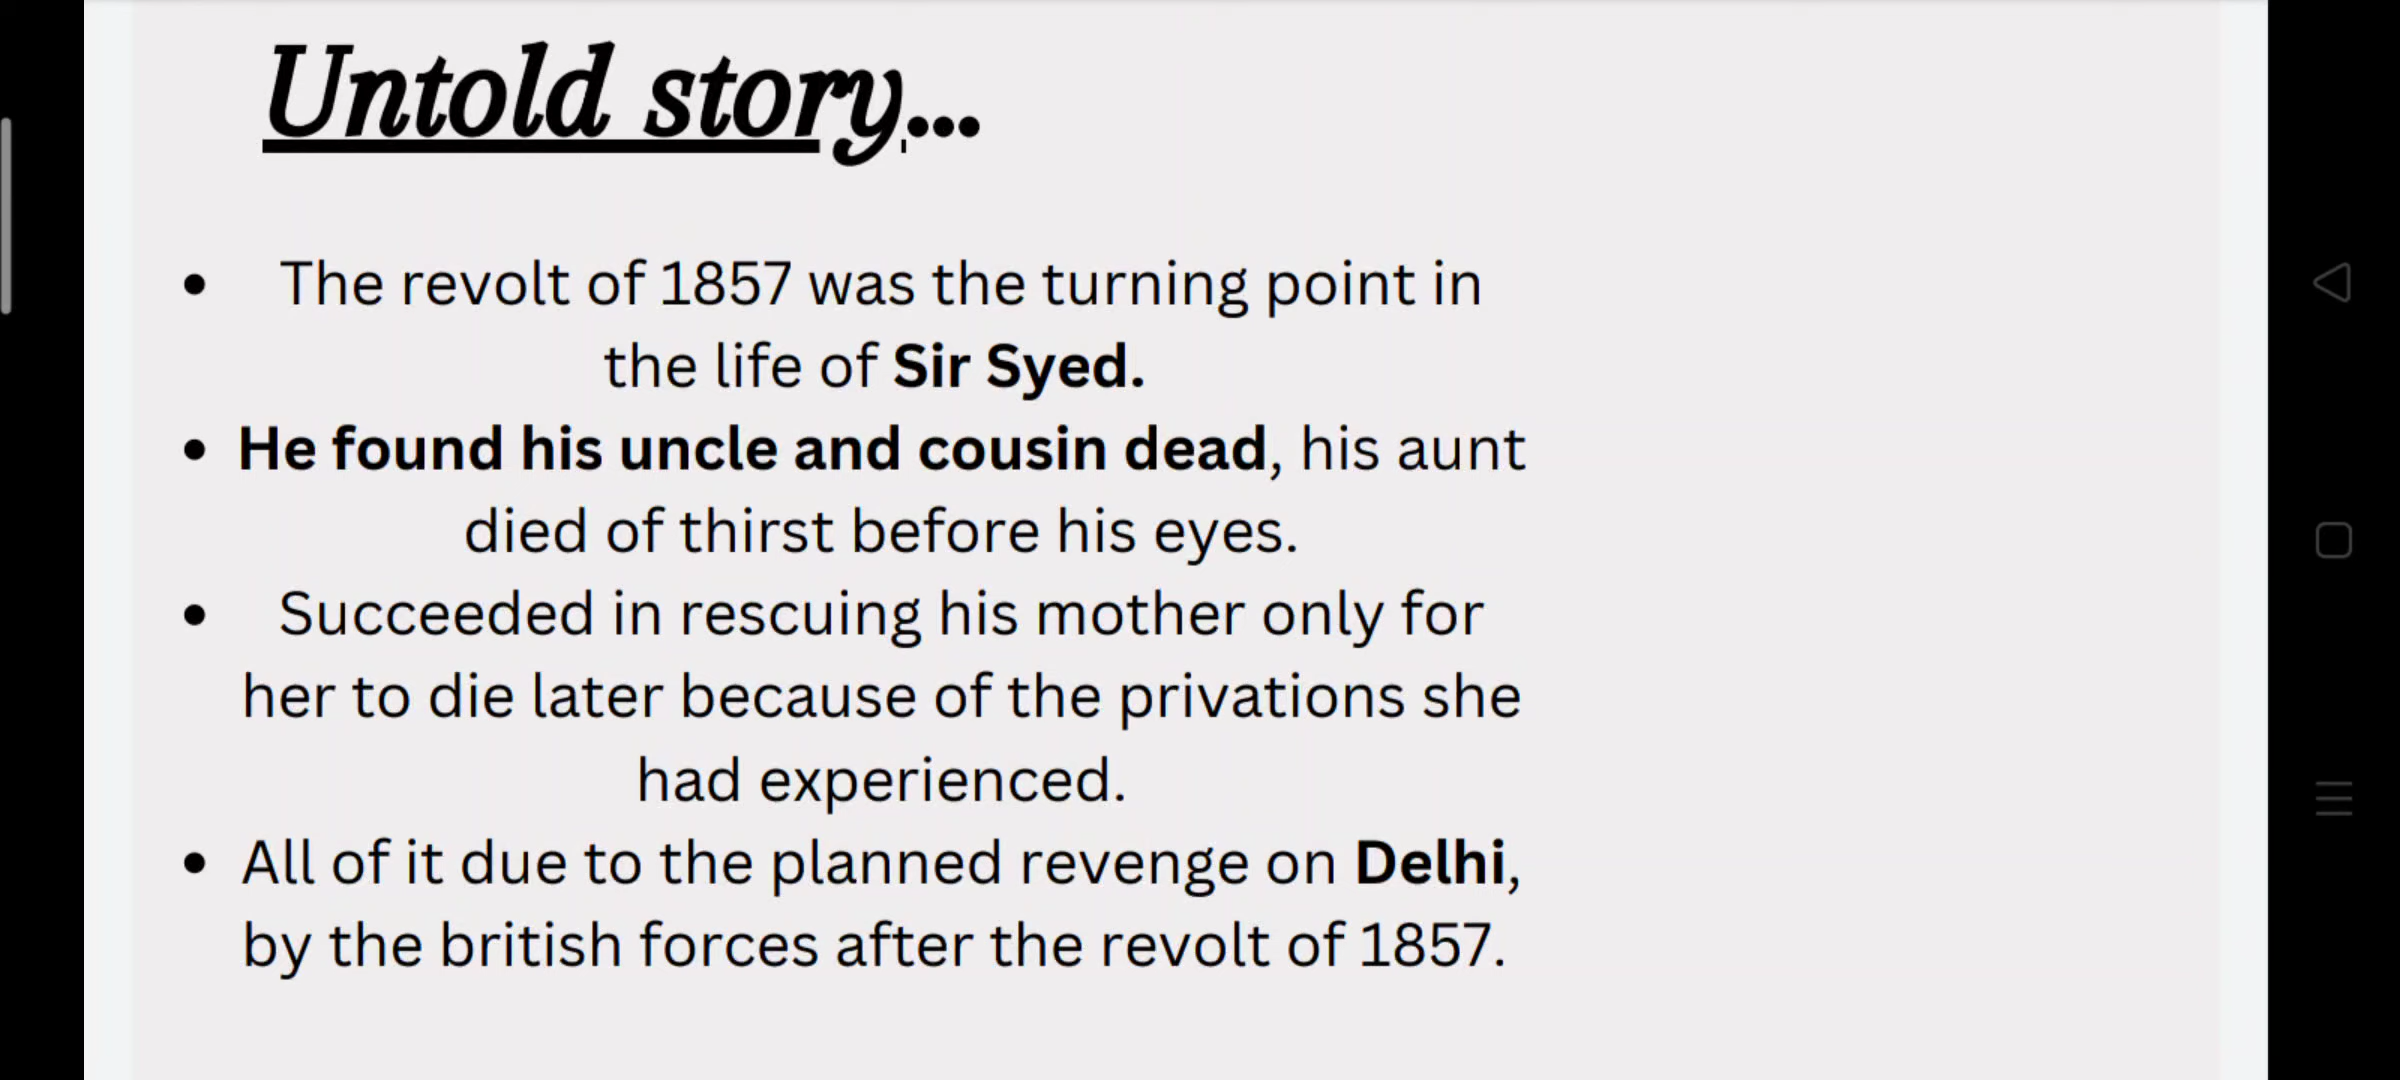 Untold story...
• The revolt of 1857 was the turning point in
the life of Sir Syed.
• He found his uncle and cousin dead, his aunt
died of thirst before his eyes.
• Succeeded in rescuing his mother only for
her to die later because of the privations she
had experienced.
• All of it due to the planned revenge on Delhi,
by the british forces after the revolt of 1857.